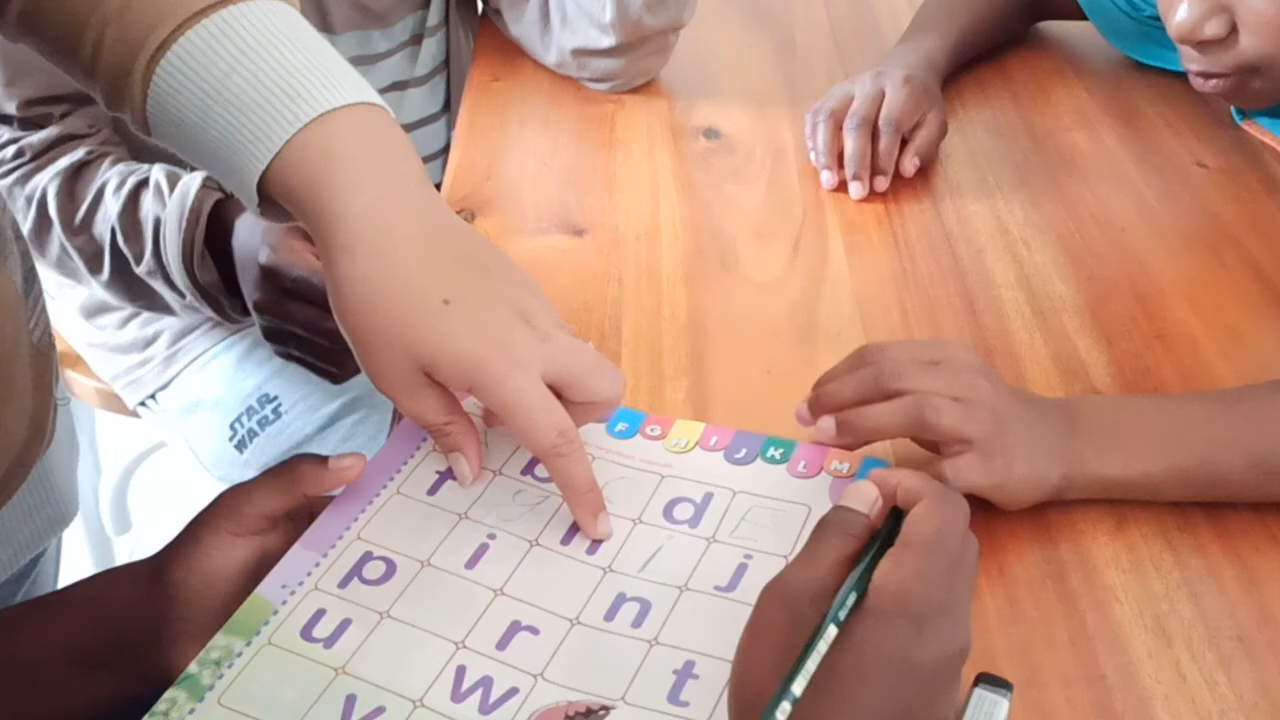 STAR
WARS
F G H I J K L M
b d E
f g h i j
p n
u r t
v w